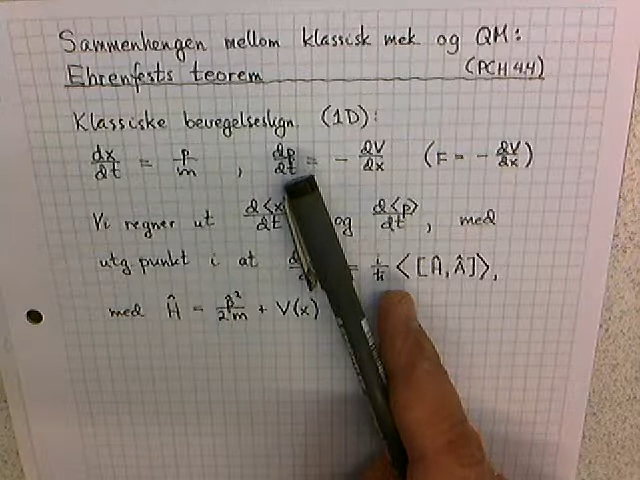 Sammenhengen mellom klassisk mek og QM:
Ehrenfests teorem (PCH 4.4)
Klassiske bevegelseslign. (1D):
dx/dt = p/m , dp/dt = - ∂V/∂x (F = - ∂V/∂x)
Vi regner ut d<x>/dt og d<p>/dt, med
utg.punkt i at = i/ħ <[Ĥ, Â]>,
med Ĥ = p̂²/2m + V(x)